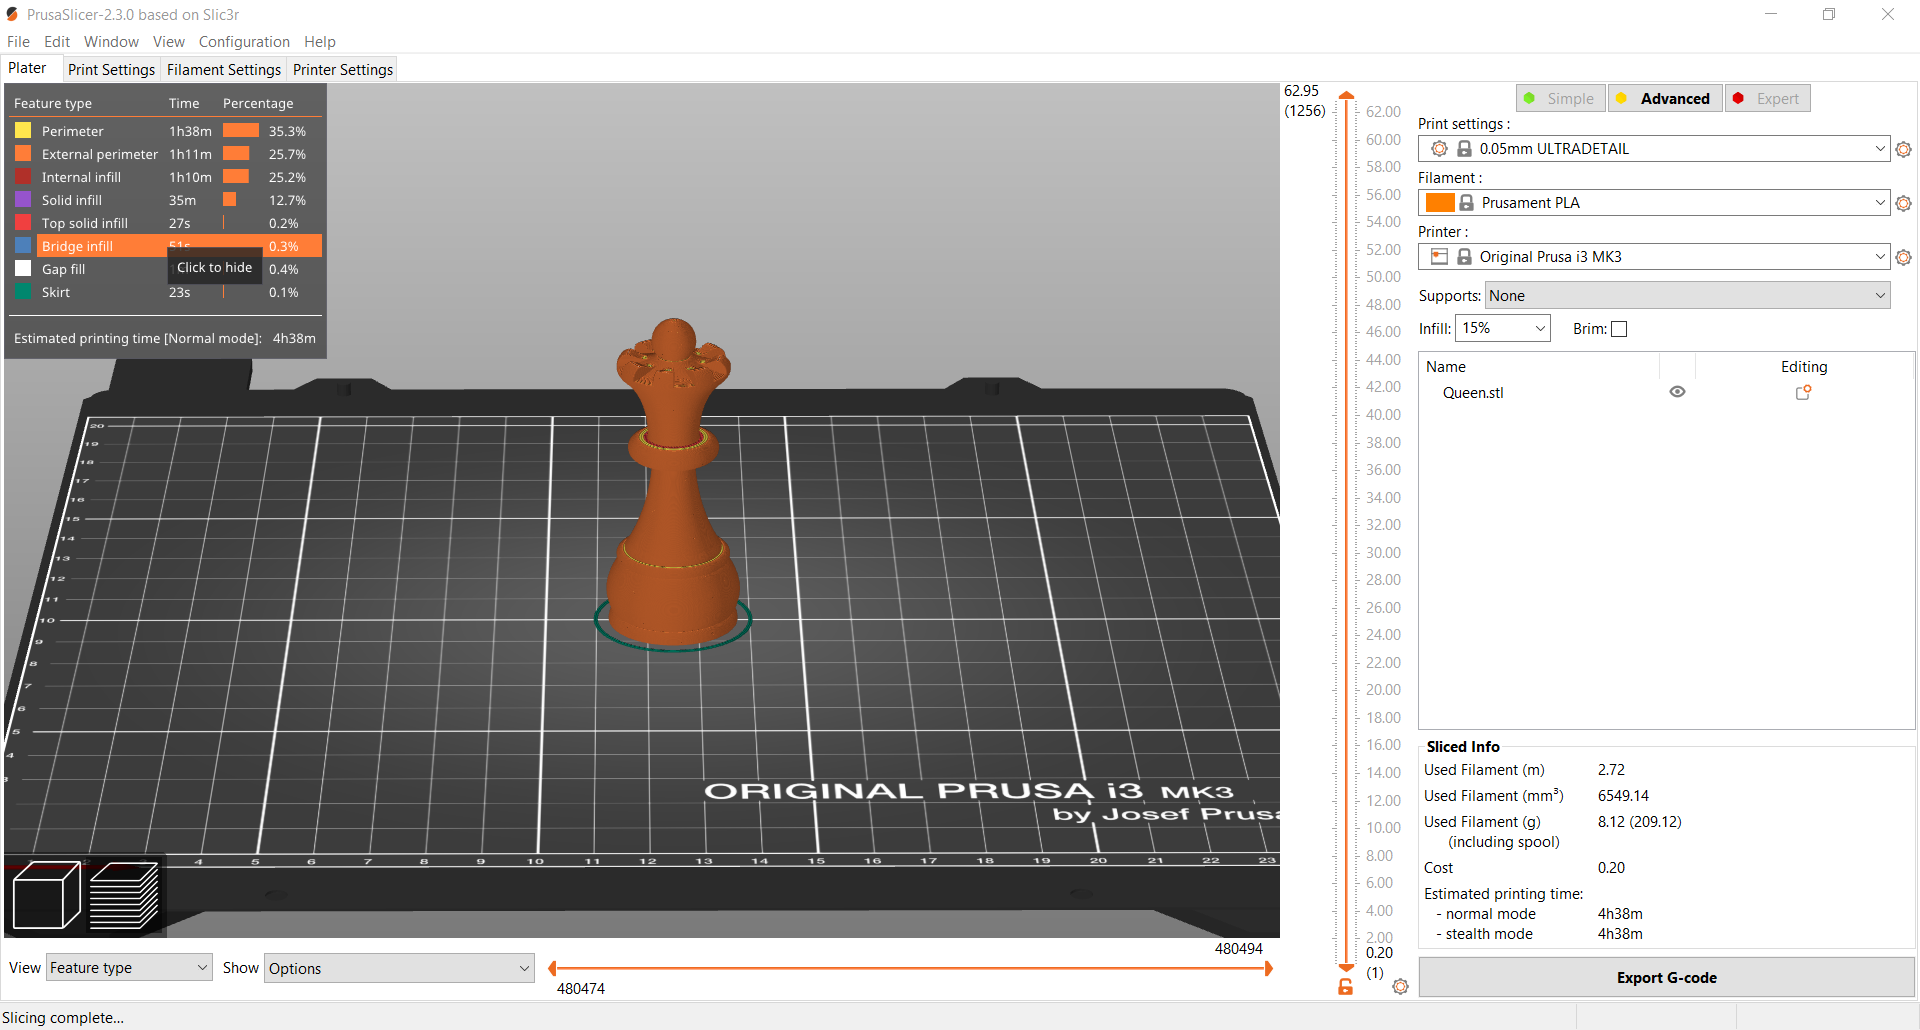 PrusaSlicer-2.3.0 based on Slic3r
File Edit Window View Configuration Help
Plater Print Settings Filament Settings Printer Settings
Feature type Time Percentage
Perimeter 1h38m 35.3%
External perimeter 1h11m 25.7%
Internal infill 1h10m 25.2%
Solid infill 35m 12.7%
Top solid infill 27s 0.2%
Bridge infill 51s 0.3%
Click to hide
Gap fill 0.4%
Skirt 23s 0.1%
Estimated printing time [Normal mode]: 4h38m
20
19
18
17
16
15
14
13
12
11
10
9
8
7
6
5
4
3
ORIGINAL PRUSA i3 MK3
by Josef Prusa
2 3 4 5 6 7 8 9 10 11 12 13 14 15 16 17 18 19 20 21 22 23
62.95
(1256)
62.00
60.00
58.00
56.00
54.00
52.00
50.00
48.00
46.00
44.00
42.00
40.00
38.00
36.00
34.00
32.00
30.00
28.00
26.00
24.00
22.00
20.00
18.00
16.00
14.00
12.00
10.00
8.00
6.00
4.00
2.00
0.20
(1)
View Feature type Show Options
480494
480474
Simple Advanced Expert
Print settings :
0.05mm ULTRADETAIL
Filament :
Prusament PLA
Printer :
Original Prusa i3 MK3
Supports: None
Infill: 15% Brim:
Name Editing
Queen.stl
Sliced Info
Used Filament (m) 2.72
Used Filament (mm³) 6549.14
Used Filament (g) 8.12 (209.12)
(including spool)
Cost 0.20
Estimated printing time:
- normal mode 4h38m
- stealth mode 4h38m
Export G-code
Slicing complete...